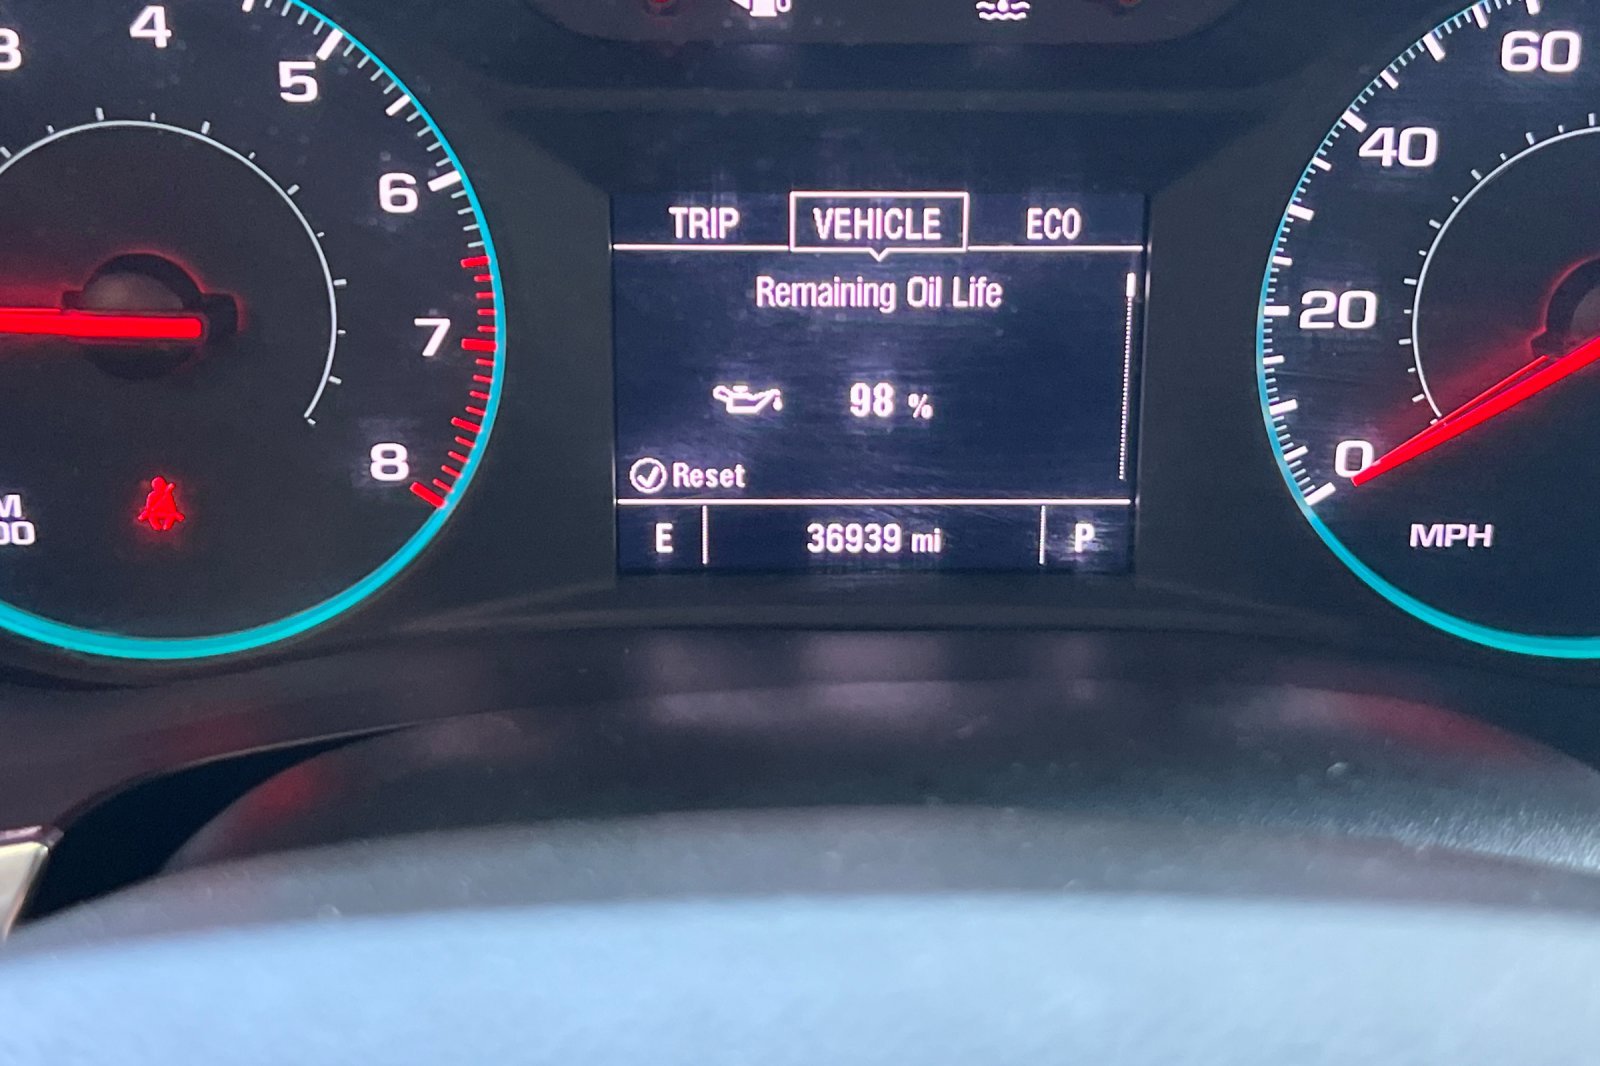 3
4
5
6
7
8
TRIP VEHICLE ECO
Remaining Oil Life
98 %
Reset
E 36939 mi P
60
40
20
0
MPH